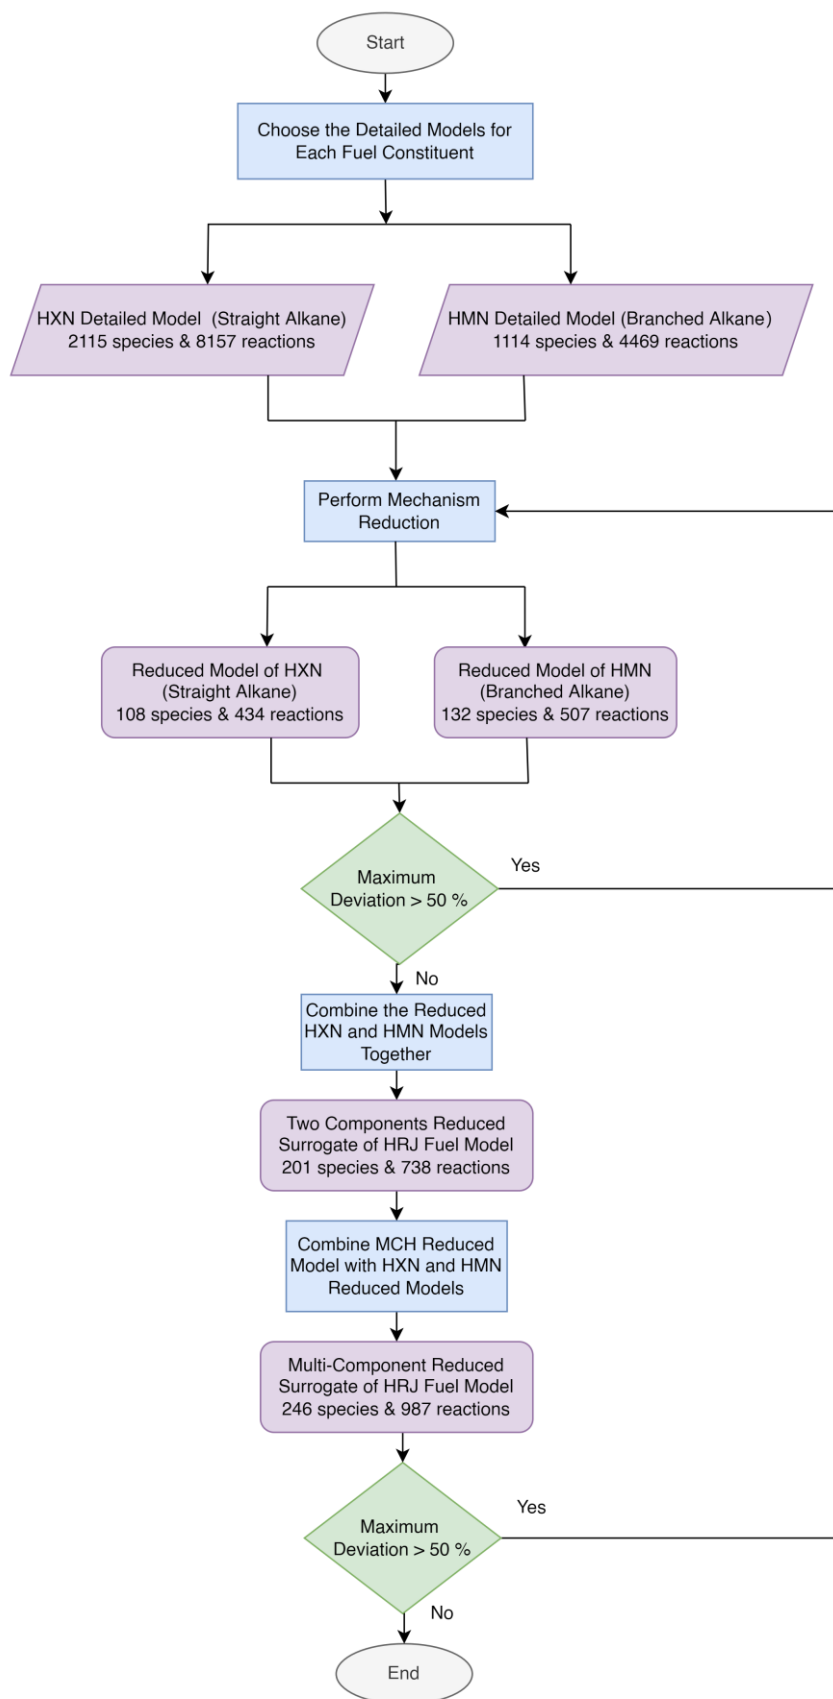 Start
Choose the Detailed Models for
Each Fuel Constituent
HXN Detailed Model (Straight Alkane)
2115 species & 8157 reactions
HMN Detailed Model (Branched Alkane)
1114 species & 4469 reactions
Perform Mechanism
Reduction
Reduced Model of HXN
(Straight Alkane)
108 species & 434 reactions
Reduced Model of HMN
(Branched Alkane)
132 species & 507 reactions
Maximum
Deviation > 50 %
Yes
No
Combine the Reduced
HXN and HMN Models
Together
Two Components Reduced
Surrogate of HRJ Fuel Model
201 species & 738 reactions
Combine MCH Reduced
Model with HXN and HMN
Reduced Models
Multi-Component Reduced
Surrogate of HRJ Fuel Model
246 species & 987 reactions
Maximum
Deviation > 50 %
Yes
No
End